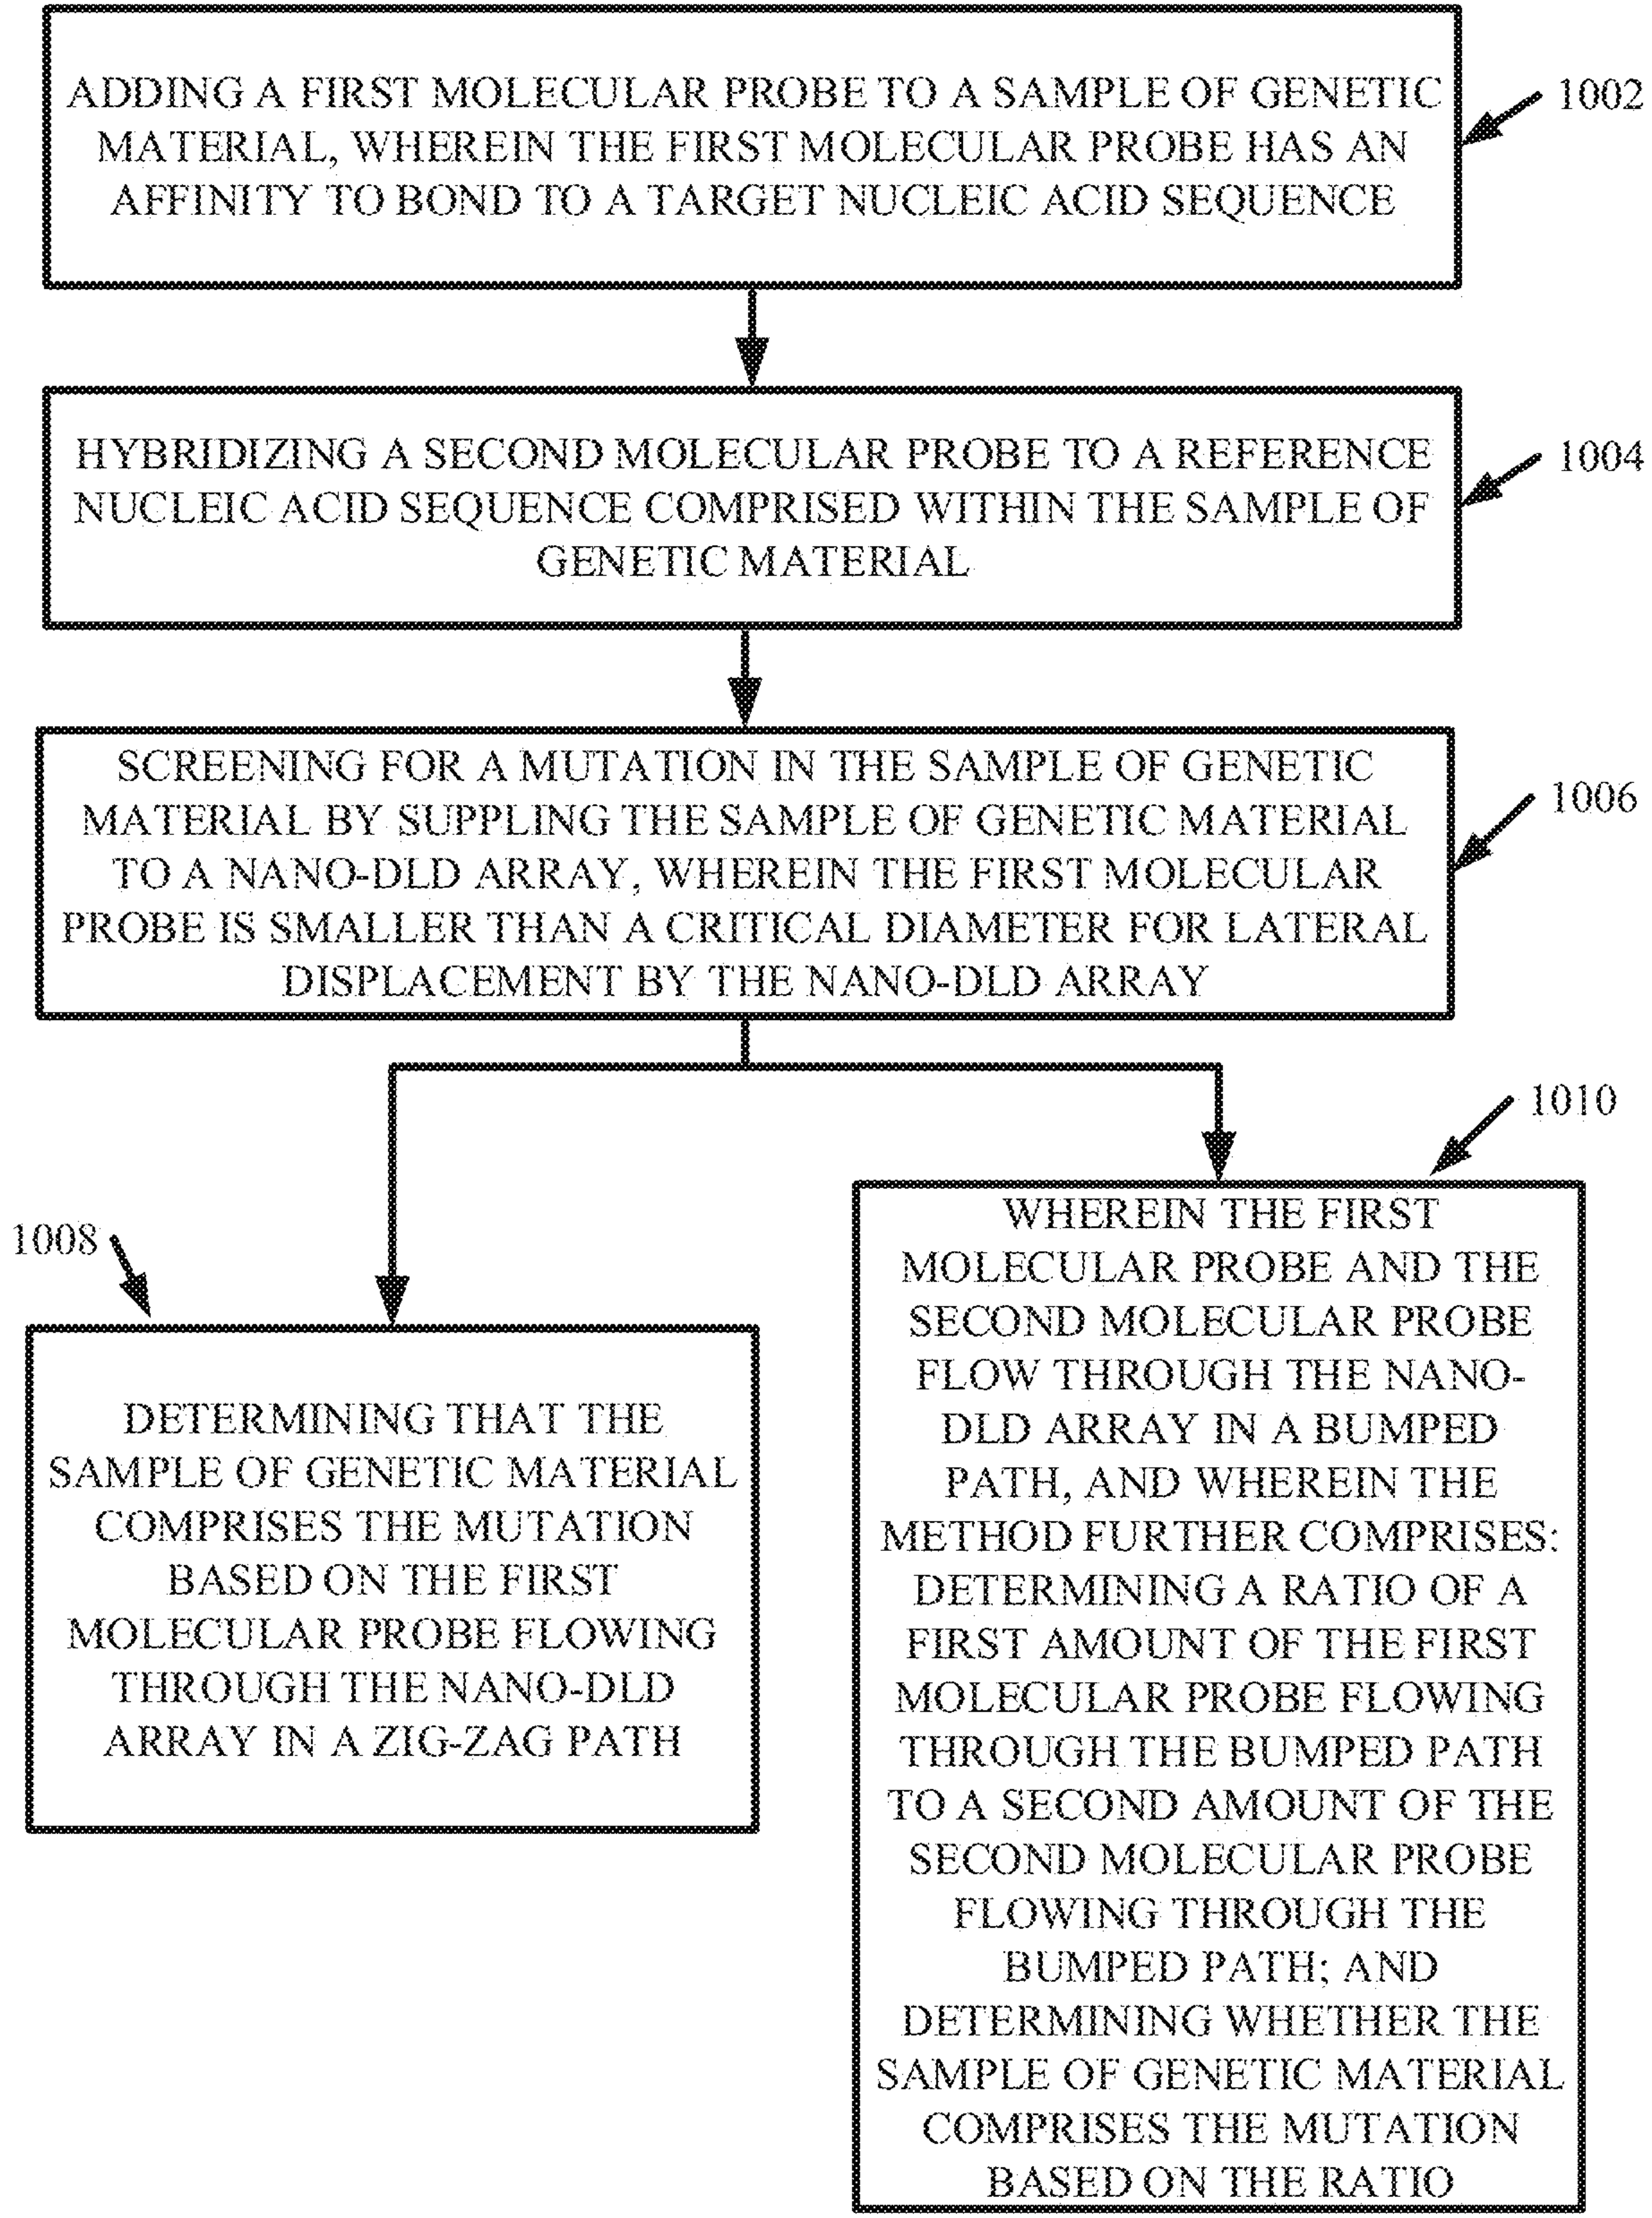 ADDING A FIRST MOLECULAR PROBE TO A SAMPLE OF GENETIC
MATERIAL, WHEREIN THE FIRST MOLECULAR PROBE HAS AN
AFFINITY TO BOND TO A TARGET NUCLEIC ACID SEQUENCE
1002
HYBRIDIZING A SECOND MOLECULAR PROBE TO A REFERENCE
NUCLEIC ACID SEQUENCE COMPRISED WITHIN THE SAMPLE OF
GENETIC MATERIAL
1004
SCREENING FOR A MUTATION IN THE SAMPLE OF GENETIC
MATERIAL BY SUPPLING THE SAMPLE OF GENETIC MATERIAL
TO A NANO-DLD ARRAY, WHEREIN THE FIRST MOLECULAR
PROBE IS SMALLER THAN A CRITICAL DIAMETER FOR LATERAL
DISPLACEMENT BY THE NANO-DLD ARRAY
1006
1008
DETERMINING THAT THE
SAMPLE OF GENETIC MATERIAL
COMPRISES THE MUTATION
BASED ON THE FIRST
MOLECULAR PROBE FLOWING
THROUGH THE NANO-DLD
ARRAY IN A ZIG-ZAG PATH
1010
WHEREIN THE FIRST
MOLECULAR PROBE AND THE
SECOND MOLECULAR PROBE
FLOW THROUGH THE NANO-
DLD ARRAY IN A BUMPED
PATH, AND WHEREIN THE
METHOD FURTHER COMPRISES:
DETERMINING A RATIO OF A
FIRST AMOUNT OF THE FIRST
MOLECULAR PROBE FLOWING
THROUGH THE BUMPED PATH
TO A SECOND AMOUNT OF THE
SECOND MOLECULAR PROBE
FLOWING THROUGH THE
BUMPED PATH; AND
DETERMINING WHETHER THE
SAMPLE OF GENETIC MATERIAL
COMPRISES THE MUTATION
BASED ON THE RATIO